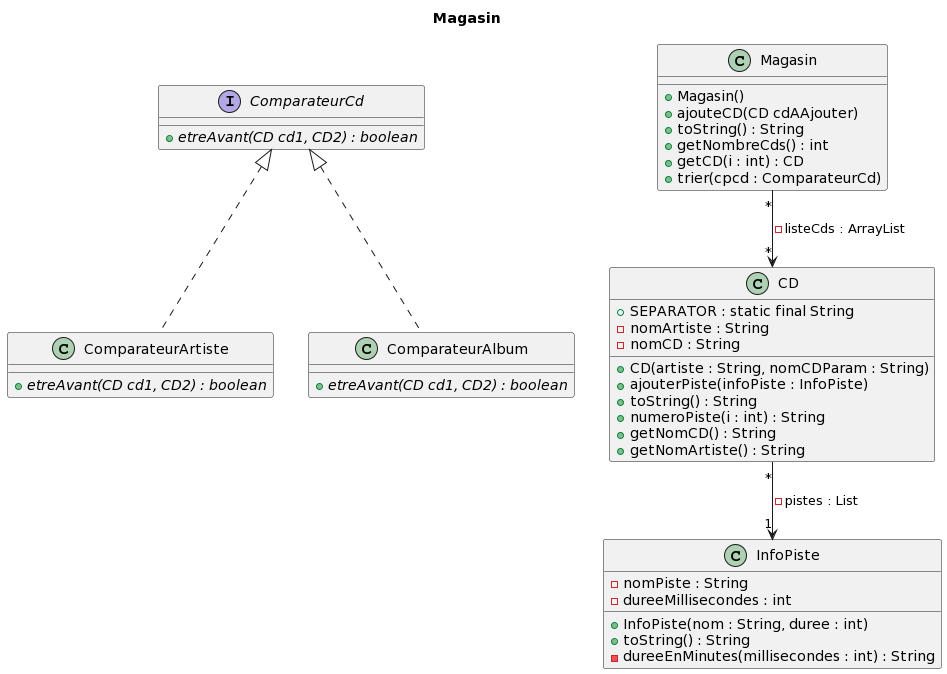 Magasin
I ComparateurCd
etreAvant(CD cd1, CD2) : boolean
C Magasin
Magasin()
ajouteCD(CD cdAAjouter)
toString() : String
getNombreCds() : int
getCD(i : int) : CD
trier(cpcd : ComparateurCd)
*
listeCds : ArrayList
*
C ComparateurArtiste
etreAvant(CD cd1, CD2) : boolean
C ComparateurAlbum
etreAvant(CD cd1, CD2) : boolean
C CD
SEPARATOR : static final String
nomArtiste : String
nomCD : String
CD(artiste : String, nomCDParam : String)
ajouterPiste(infoPiste : InfoPiste)
toString() : String
numeroPiste(i : int) : String
getNomCD() : String
getNomArtiste() : String
*
pistes : List
1
C InfoPiste
nomPiste : String
dureeMillisecondes : int
InfoPiste(nom : String, duree : int)
toString() : String
dureeEnMinutes(millisecondes : int) : String